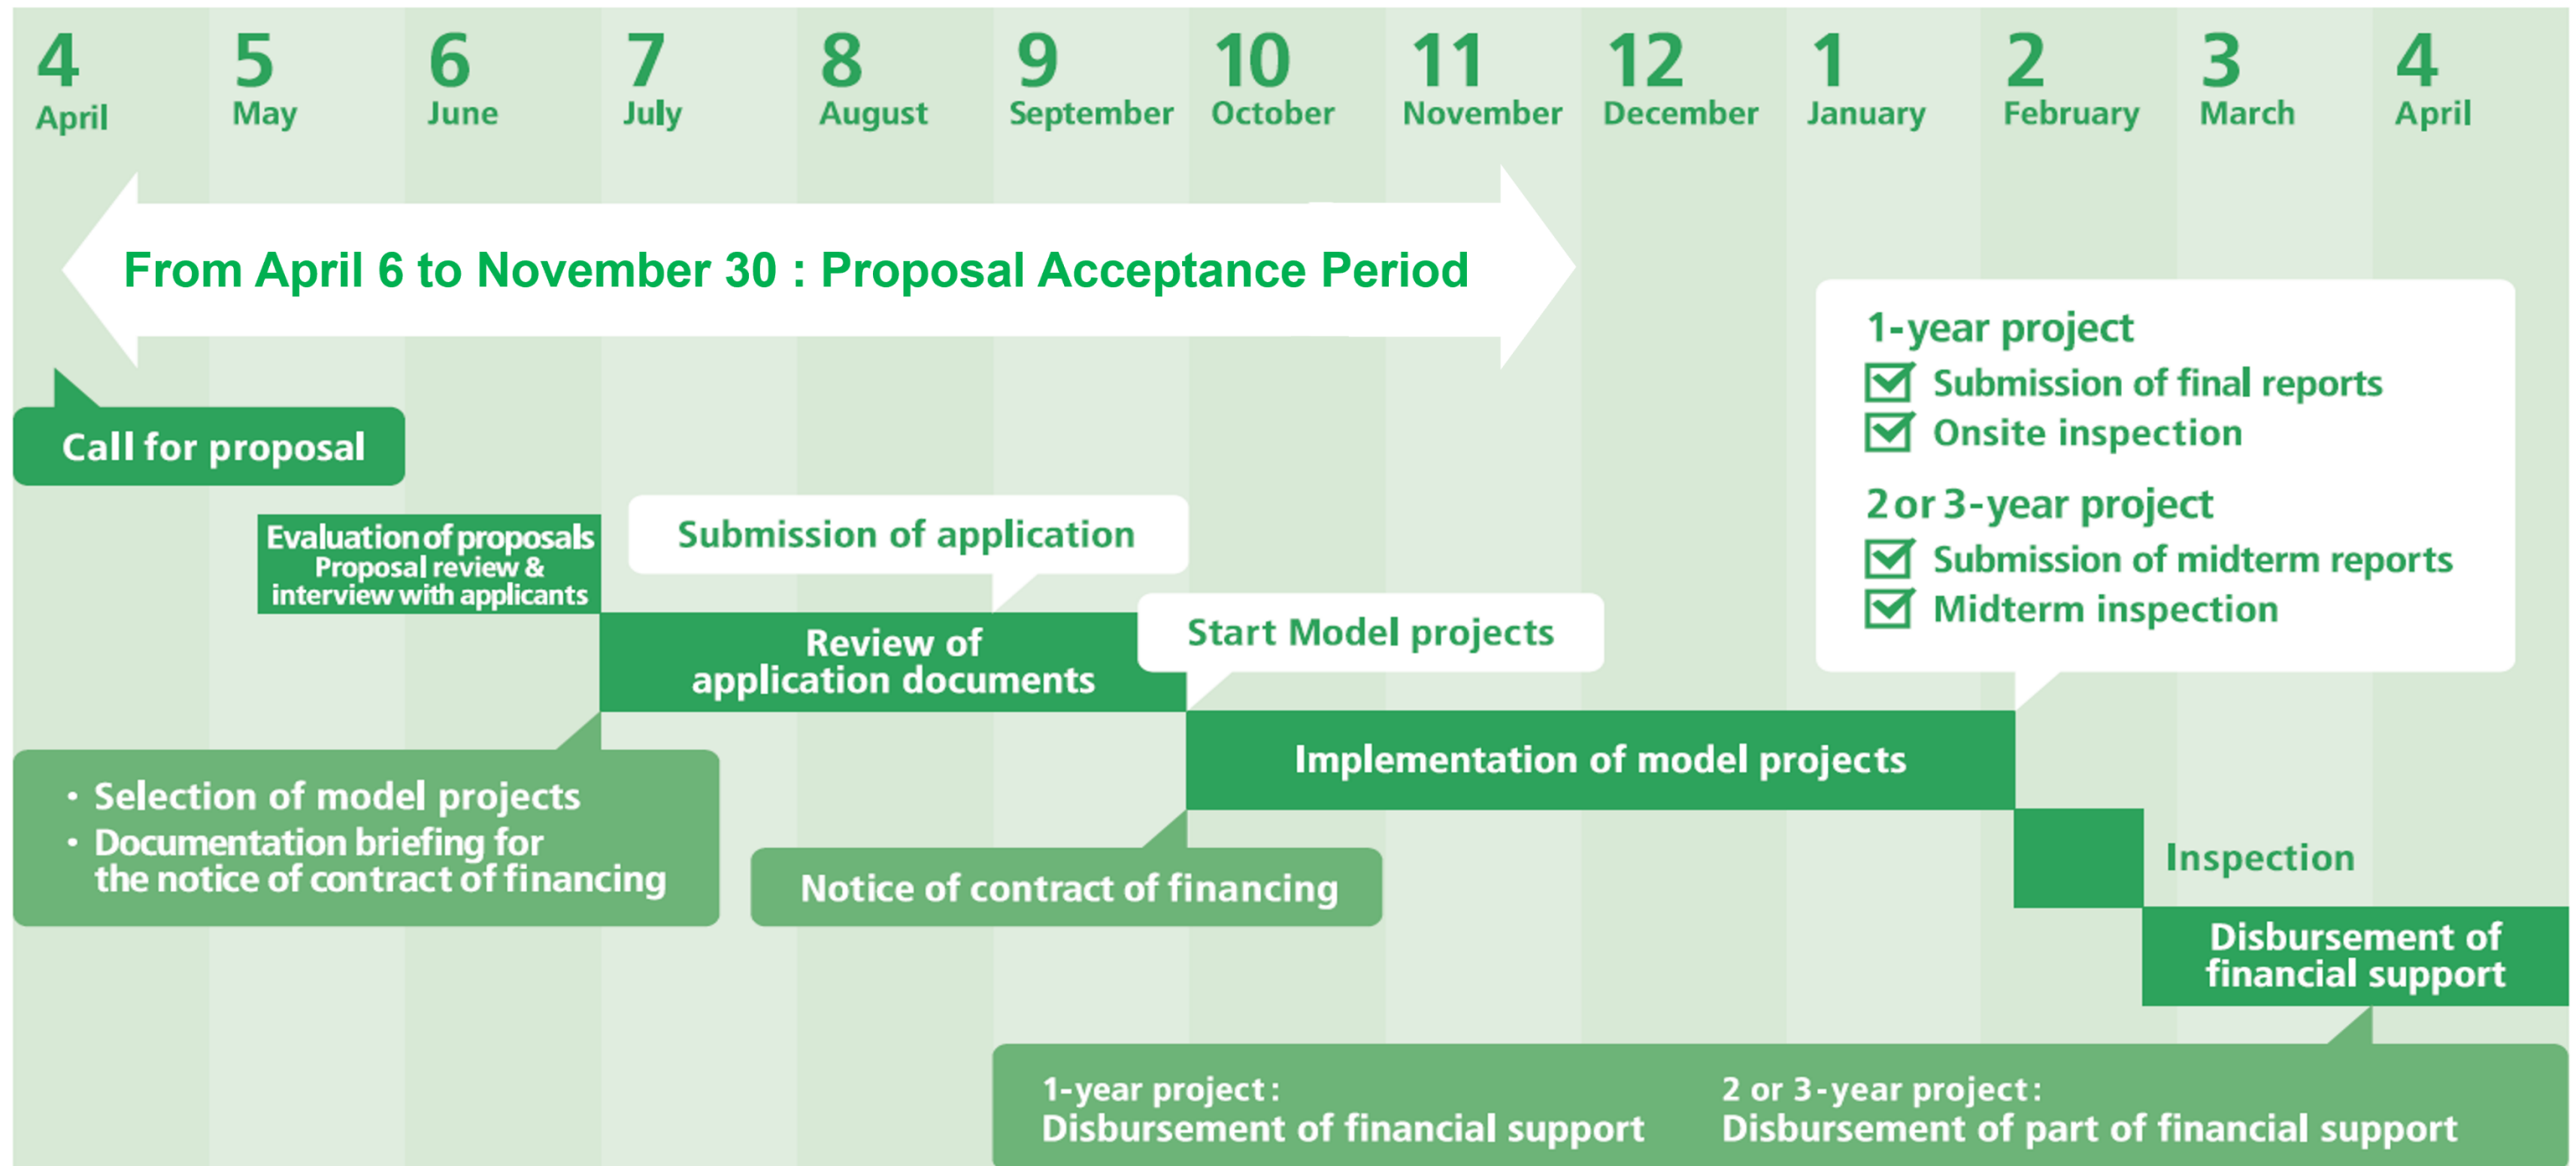 4 5 6 7 8 9 10 11 12 1 2 3 4
April May June July August September October November December January February March April
From April 6 to November 30 : Proposal Acceptance Period
Call for proposal
Evaluation of proposals
Proposal review &
interview with applicants
Submission of application
Review of
application documents
Start Model projects
1-year project
Submission of final reports
Onsite inspection
2 or 3-year project
Submission of midterm reports
Midterm inspection
・ Selection of model projects
・ Documentation briefing for
the notice of contract of financing
Implementation of model projects
Notice of contract of financing
Inspection
Disbursement of
financial support
1-year project:
Disbursement of financial support
2 or 3-year project:
Disbursement of part of financial support